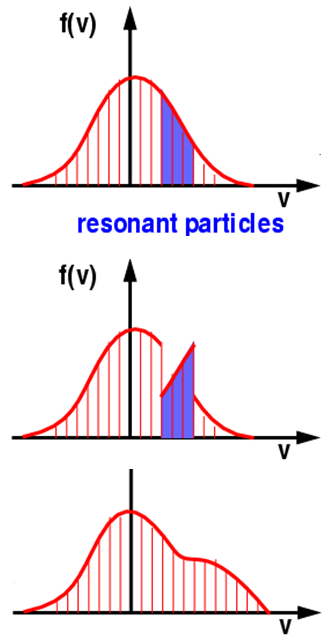 f(v)
v
resonant particles
f(v)
v
v